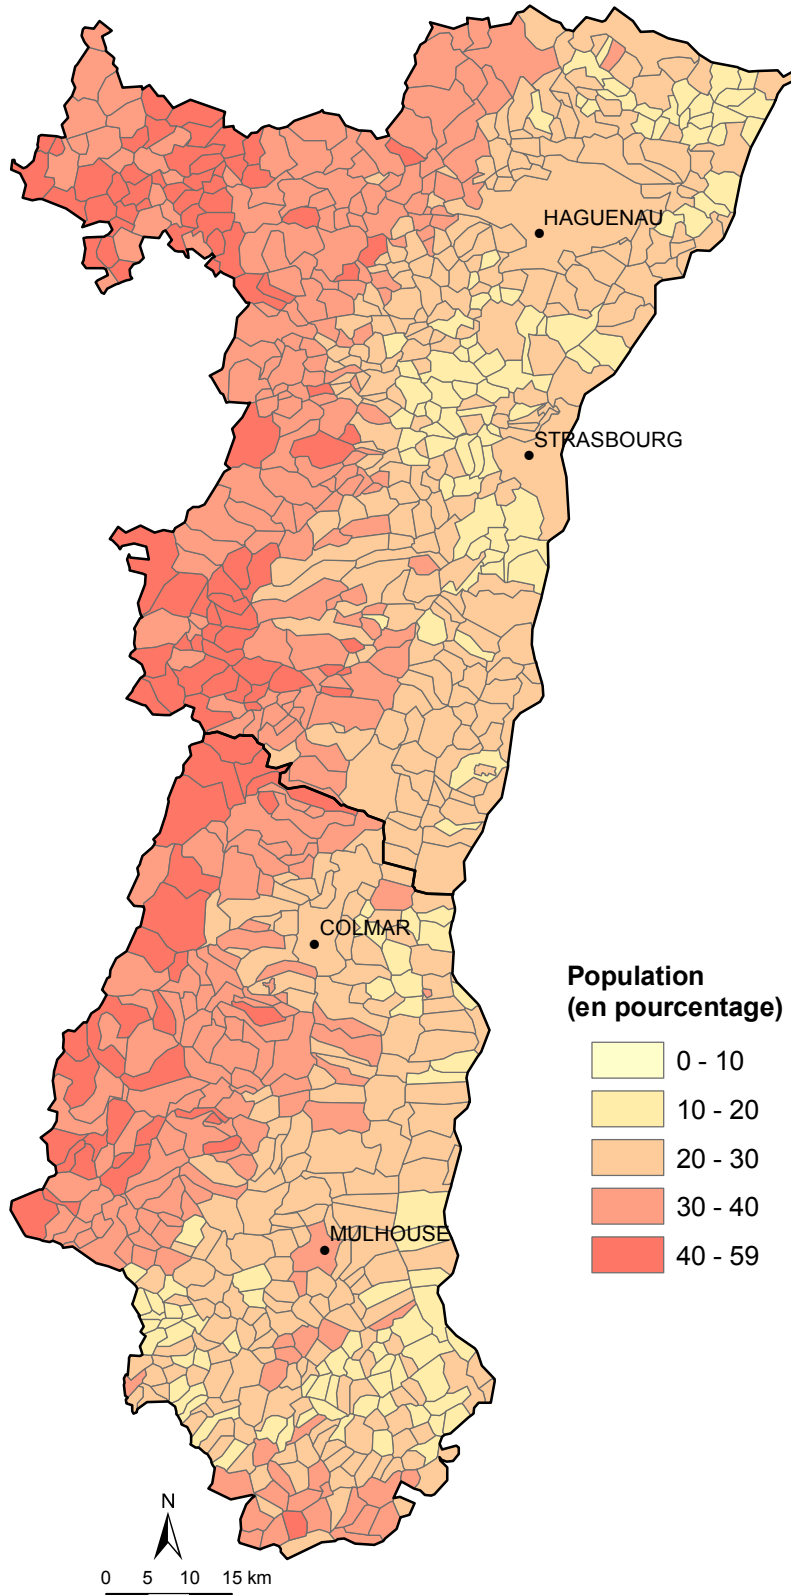 HAGUENAU
STRASBOURG
COLMAR
Population
(en pourcentage)
0 - 10
10 - 20
20 - 30
30 - 40
40 - 59
MULHOUSE
N
0 5 10 15 km